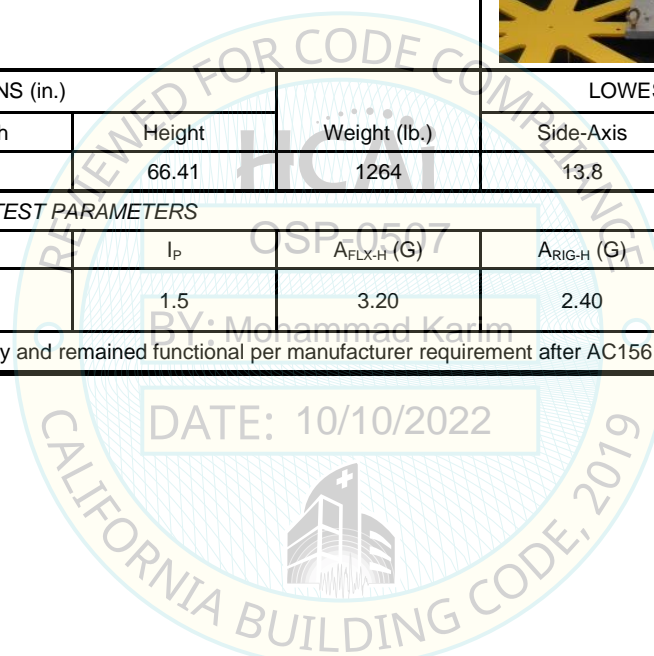 NS (in.) LOWES
h Height Weight (lb.) Side-Axis
66.41 1264 13.8
TEST PARAMETERS
IP AFLX-H (G) ARIG-H (G)
1.5 3.20 2.40
y and remained functional per manufacturer requirement after AC156
REVIEWED FOR CODE COMPLIANCE
HCAi
OSP-0507
BY: Mohammad Karim
DATE: 10/10/2022
CALIFORNIA BUILDING CODE, 2019